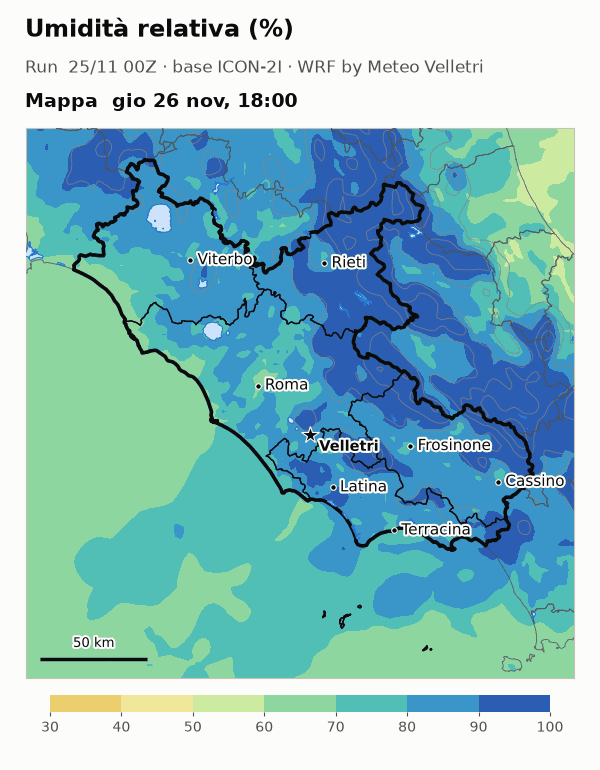 Umidità relativa (%)
Run  25/11 00Z · base ICON-2I · WRF by Meteo Velletri
Mappa  gio 26 nov, 18:00
Viterbo
Rieti
Roma
Velletri
Frosinone
Cassino
Latina
Terracina
50 km
30 40 50 60 70 80 90 100